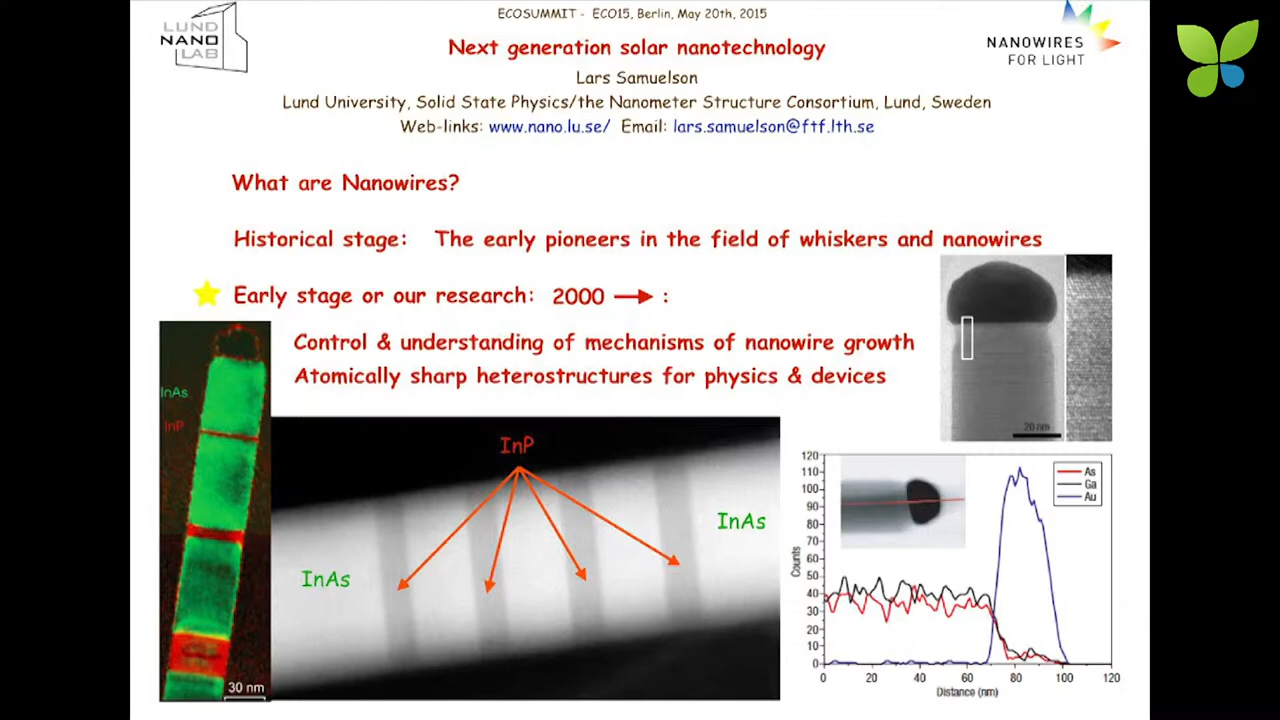 ECOSUMMIT - ECO15, Berlin, May 20th, 2015
LUND
NANO
LAB
Next generation solar nanotechnology
NANOWIRES
FOR LIGHT
Lars Samuelson
Lund University, Solid State Physics/the Nanometer Structure Consortium, Lund, Sweden
Web-links: www.nano.lu.se/ Email: lars.samuelson@ftf.lth.se
What are Nanowires?
Historical stage: The early pioneers in the field of whiskers and nanowires
Early stage or our research: 2000 → :
Control & understanding of mechanisms of nanowire growth
Atomically sharp heterostructures for physics & devices
InAs
InP
30 nm
InP
InAs
InAs
20 nm
120
110
100
90
80
70
60
50
40
30
20
10
0
Counts
As
Ga
Au
0 20 40 60 80 100 120
Distance (nm)